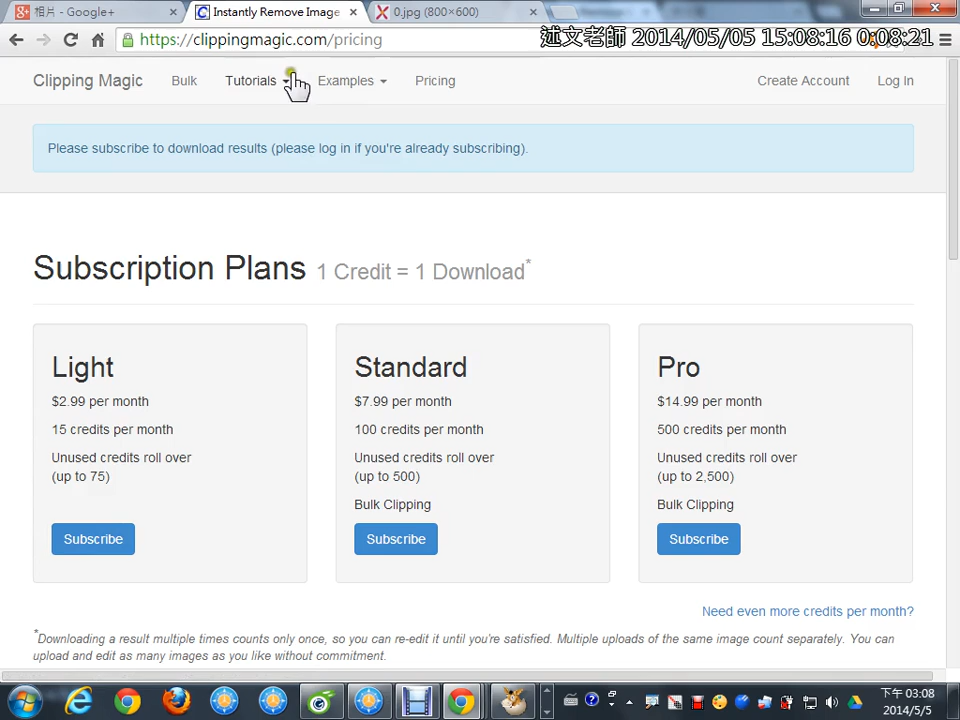 相片 - Google+
Instantly Remove Image
0.jpg (800×600)
https://clippingmagic.com/pricing
述文老師 2014/05/05 15:08:16 0:08:21
Clipping Magic
Bulk
Tutorials
Examples
Pricing
Create Account
Log In
Please subscribe to download results (please log in if you're already subscribing).
Subscription Plans 1 Credit = 1 Download*
Light
$2.99 per month
15 credits per month
Unused credits roll over
(up to 75)
Subscribe
Standard
$7.99 per month
100 credits per month
Unused credits roll over
(up to 500)
Bulk Clipping
Subscribe
Pro
$14.99 per month
500 credits per month
Unused credits roll over
(up to 2,500)
Bulk Clipping
Subscribe
Need even more credits per month?
*Downloading a result multiple times counts only once, so you can re-edit it until you're satisfied. Multiple uploads of the same image count separately. You can
upload and edit as many images as you like without commitment.
下午 03:08
2014/5/5